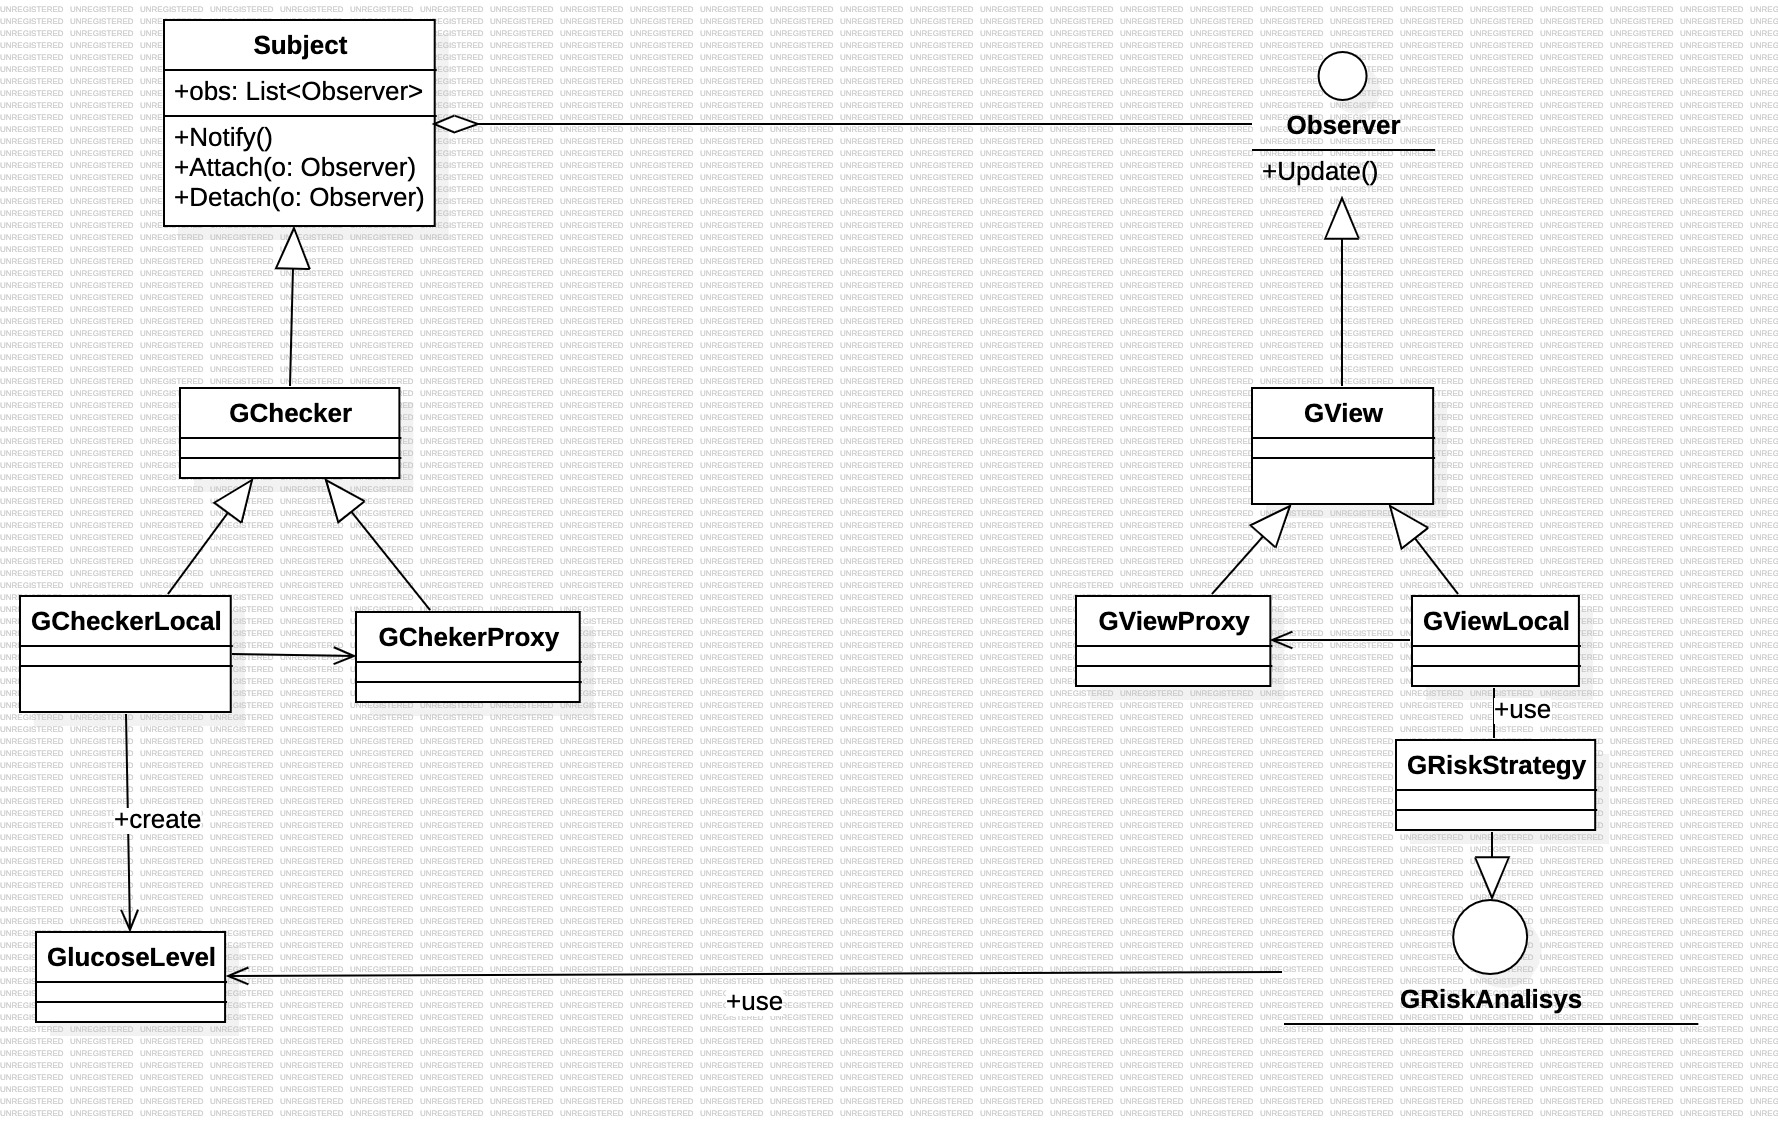 Subject
+obs: List<Observer>
+Notify()
+Attach(o: Observer)
+Detach(o: Observer)
Observer
+Update()
GChecker
GView
GCheckerLocal
GChekerProxy
GViewProxy
GViewLocal
+use
GRiskStrategy
+create
GlucoseLevel
+use
GRiskAnalisys
UNREGISTERED